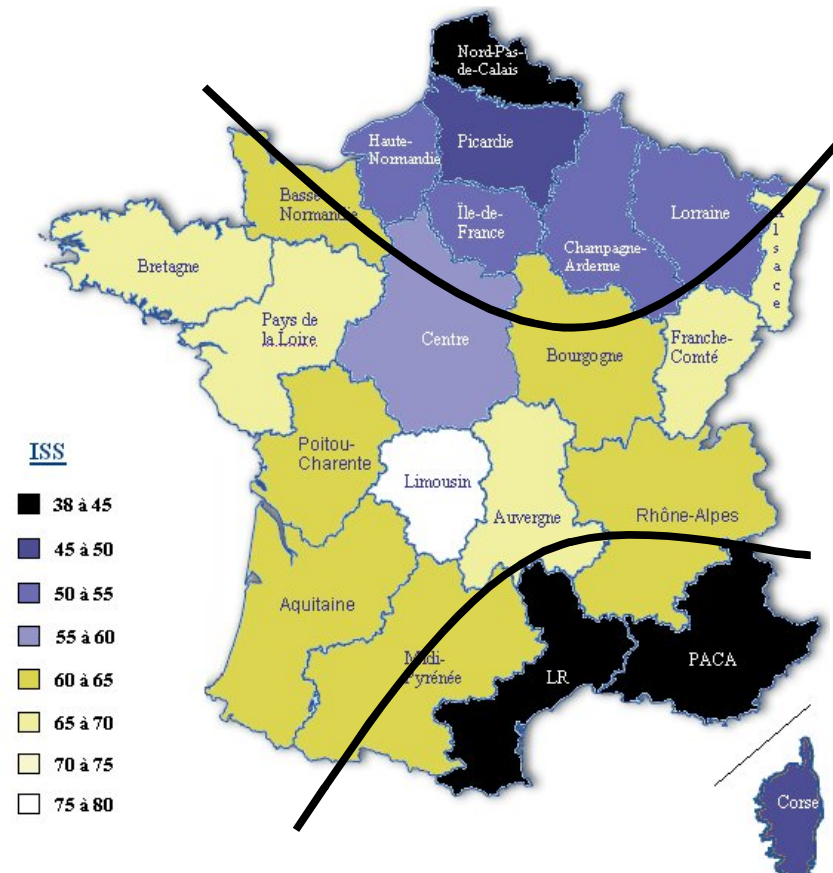 Nord-Pas-
de-Calais
Haute-
Normandie
Picardie
Basse
Normandie
Île-de-
France
Champagne-
Ardenne
Lorraine
Alsace
Bretagne
Pays de
la Loire
Centre
Bourgogne
Franche-
Comté
Poitou-
Charente
Limousin
Auvergne
Rhône-Alpes
Aquitaine
Midi-
Pyrénée
LR
PACA
Corse
ISS
38 à 45
45 à 50
50 à 55
55 à 60
60 à 65
65 à 70
70 à 75
75 à 80